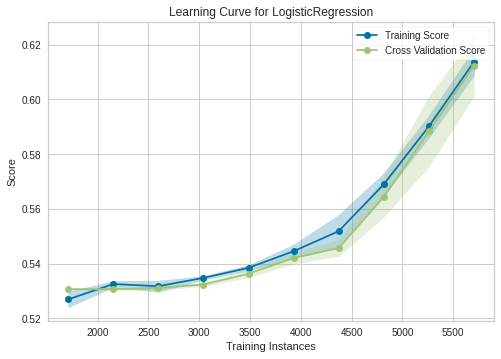 Learning Curve for LogisticRegression
Training Score
Cross Validation Score
0.62
0.60
0.58
0.56
0.54
0.52
Score
2000 2500 3000 3500 4000 4500 5000 5500
Training Instances